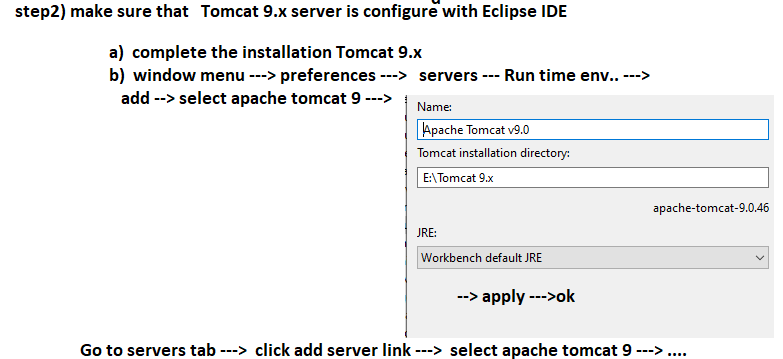 step2) make sure that Tomcat 9.x server is configure with Eclipse IDE
a) complete the installation Tomcat 9.x
b) window menu ---> preferences ---> servers --- Run time env.. --->
add --> select apache tomcat 9 --->
Name:
Apache Tomcat v9.0
Tomcat installation directory:
E:\Tomcat 9.x
apache-tomcat-9.0.46
JRE:
Workbench default JRE
--> apply --->ok
Go to servers tab ---> click add server link ---> select apache tomcat 9 ---> ....